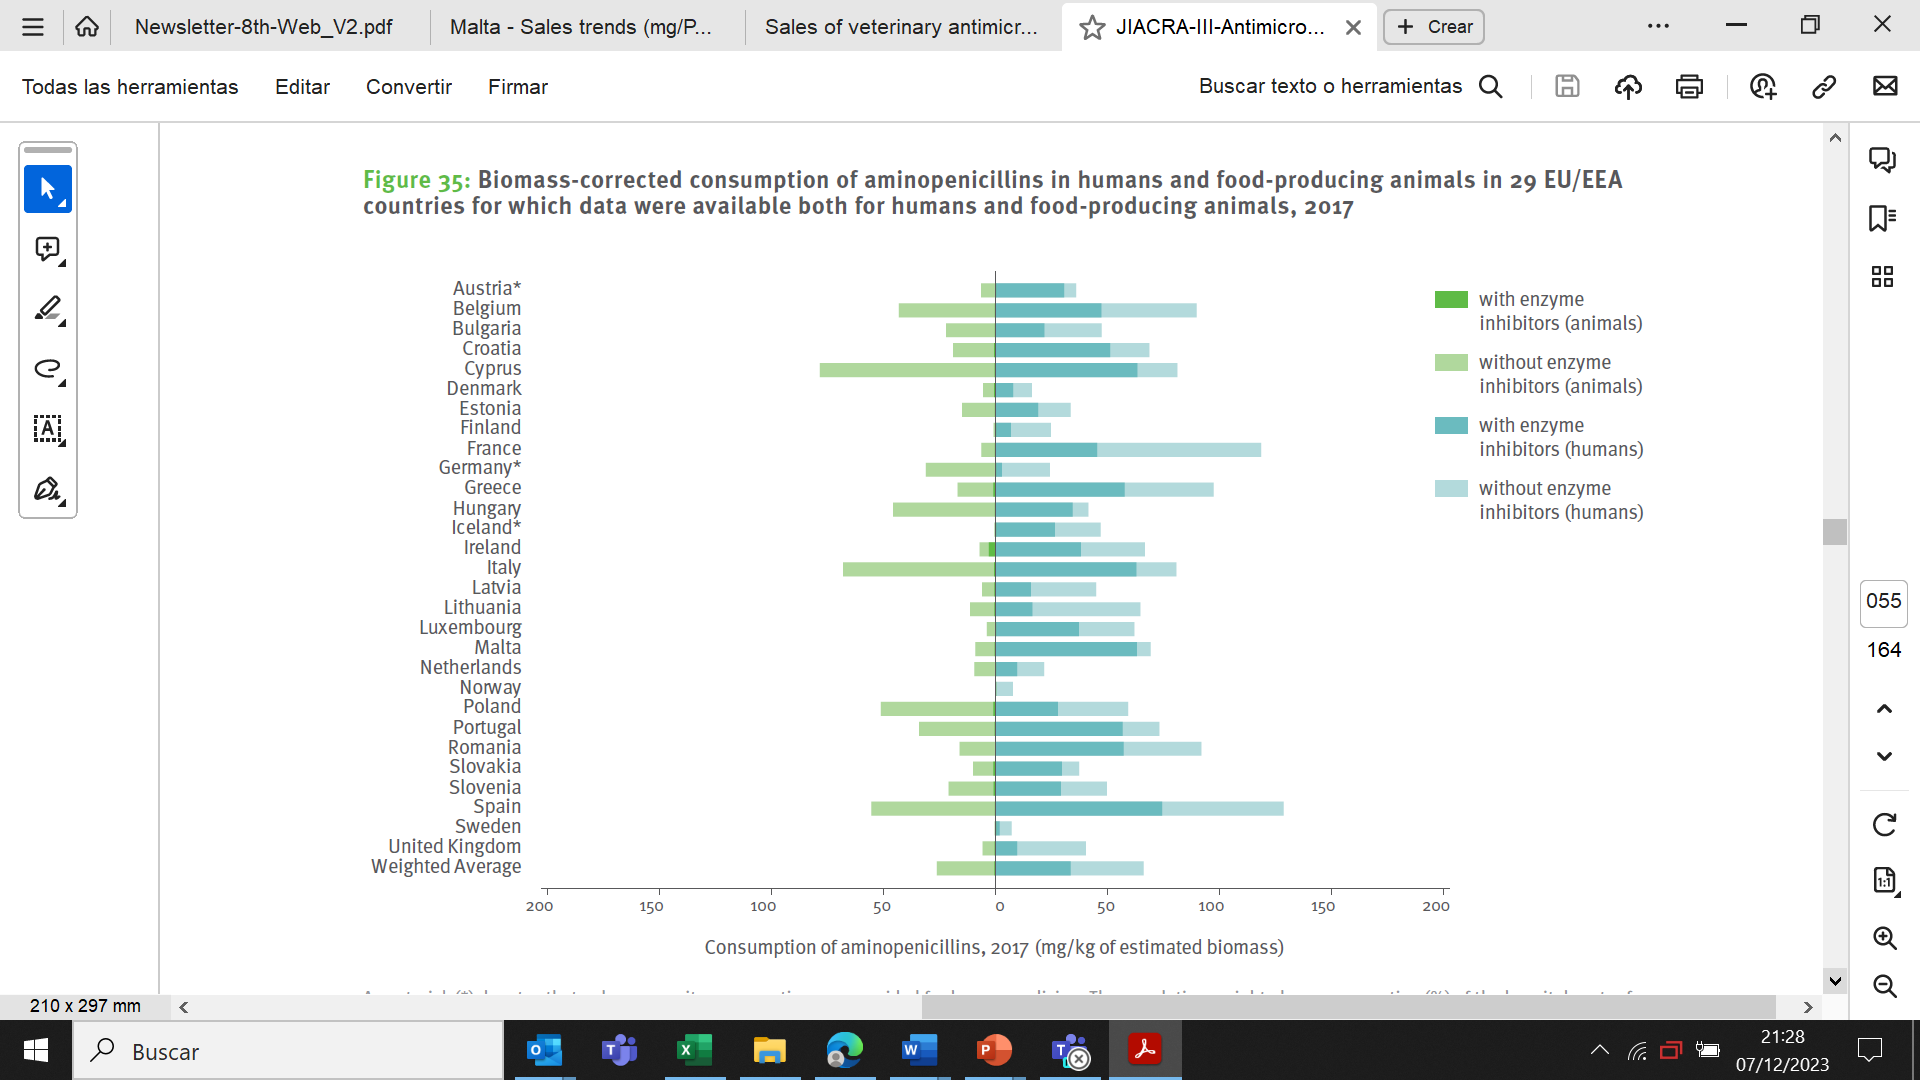 Newsletter-8th-Web_V2.pdf
Malta - Sales trends (mg/P...
Sales of veterinary antimicr...
JIACRA-III-Antimicro...
Crear
Todas las herramientas
Editar
Convertir
Firmar
Buscar texto o herramientas
Figure 35: Biomass-corrected consumption of aminopenicillins in humans and food-producing animals in 29 EU/EEA
countries for which data were available both for humans and food-producing animals, 2017
Austria*
Belgium
Bulgaria
Croatia
Cyprus
Denmark
Estonia
Finland
France
Germany*
Greece
Hungary
Iceland*
Ireland
Italy
Latvia
Lithuania
Luxembourg
Malta
Netherlands
Norway
Poland
Portugal
Romania
Slovakia
Slovenia
Spain
Sweden
United Kingdom
Weighted Average
with enzyme
inhibitors (animals)
without enzyme
inhibitors (animals)
with enzyme
inhibitors (humans)
without enzyme
inhibitors (humans)
200 150 100 50 0 50 100 150 200
Consumption of aminopenicillins, 2017 (mg/kg of estimated biomass)
055
164
1:1
210 x 297 mm
Buscar
21:28
07/12/2023